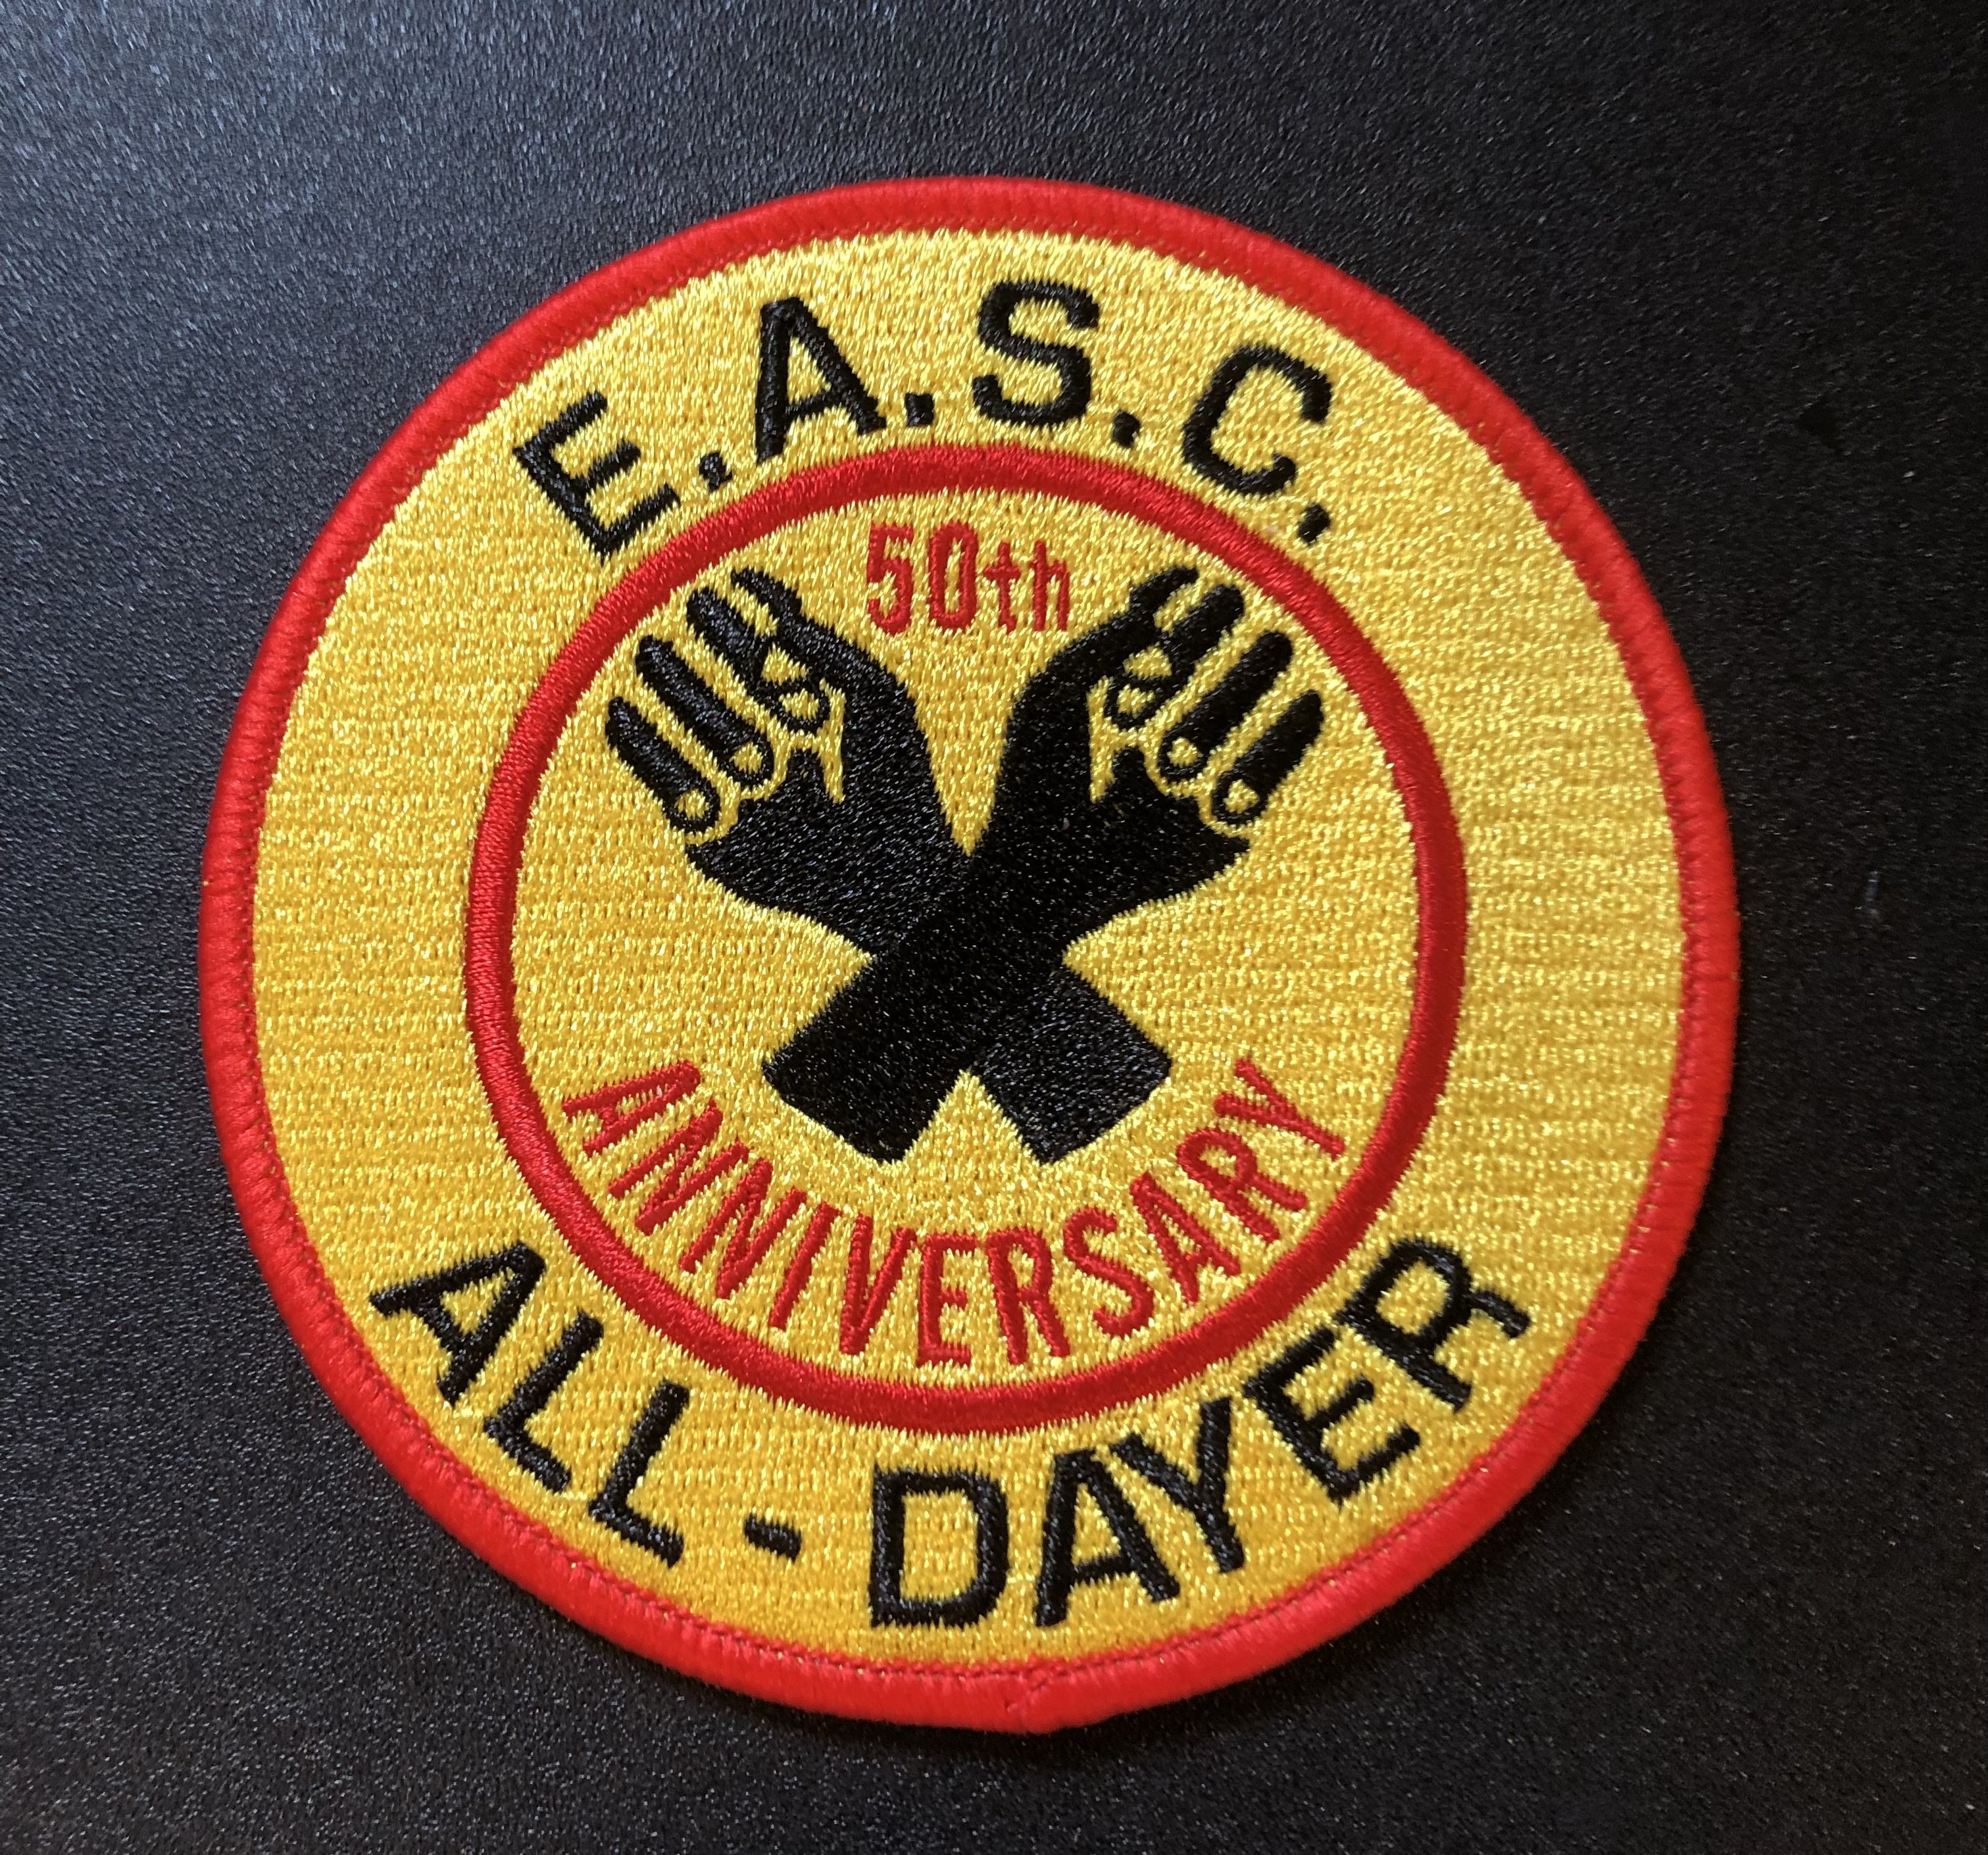 E.A.S.C.
50th
ANNIVERSARY
ALL-DAYER